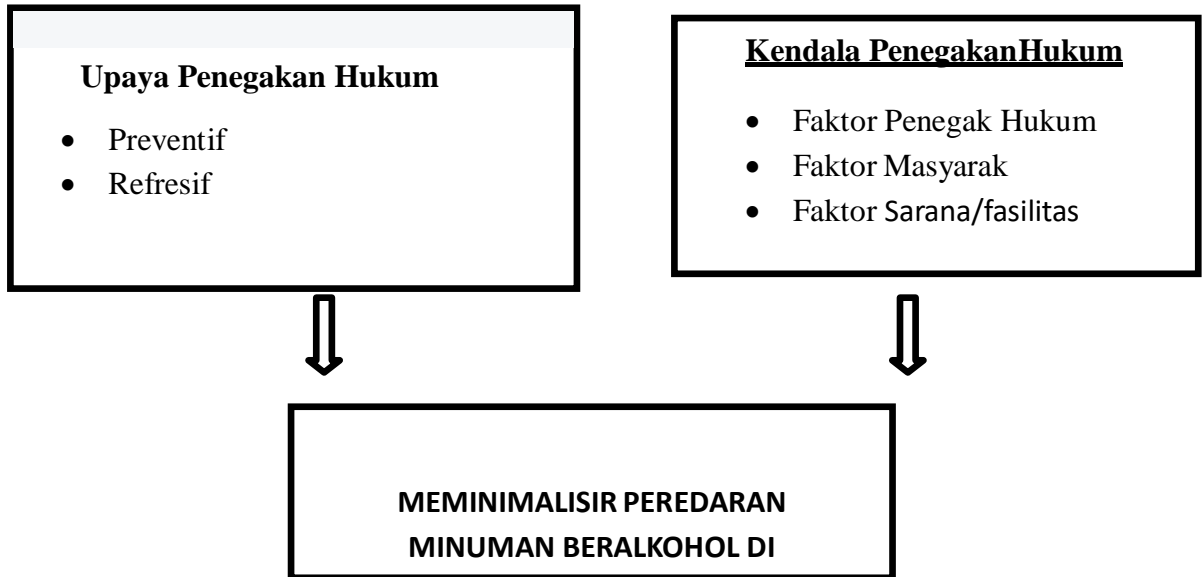 Upaya Penegakan Hukum
• Preventif
• Refresif
Kendala PenegakanHukum
• Faktor Penegak Hukum
• Faktor Masyarak
• Faktor Sarana/fasilitas
MEMINIMALISIR PEREDARAN
MINUMAN BERALKOHOL DI